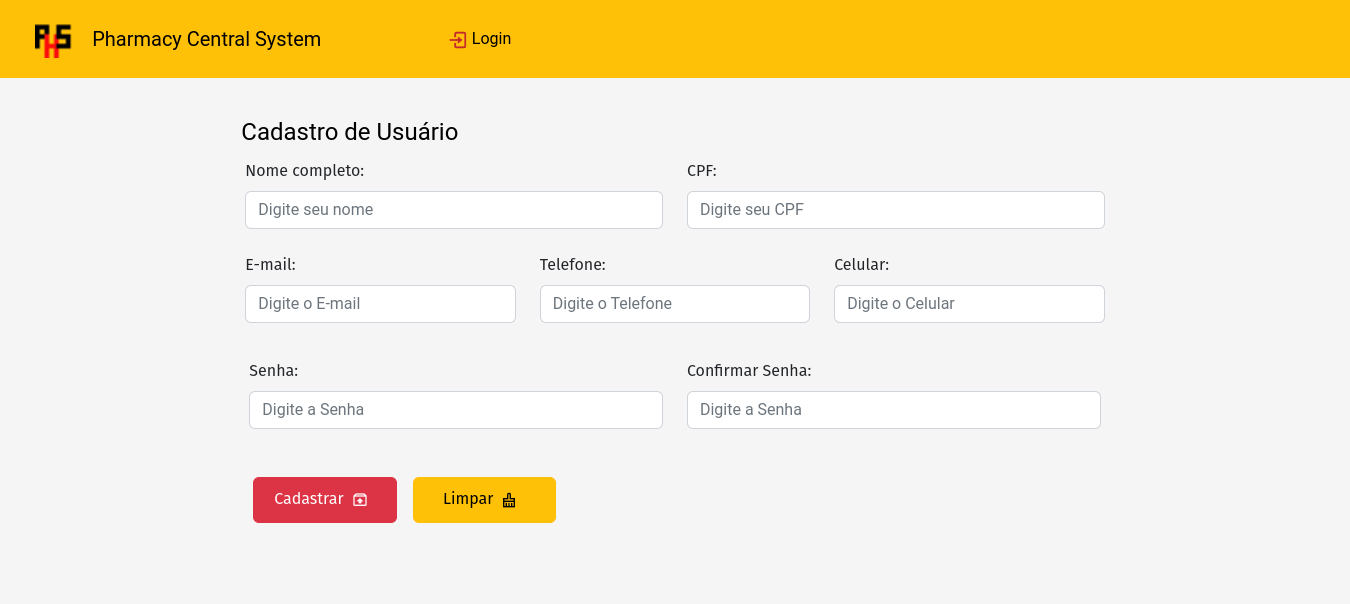 PHS Pharmacy Central System Login
Cadastro de Usuário
Nome completo: CPF:
Digite seu nome Digite seu CPF
E-mail: Telefone: Celular:
Digite o E-mail Digite o Telefone Digite o Celular
Senha: Confirmar Senha:
Digite a Senha Digite a Senha
Cadastrar Limpar